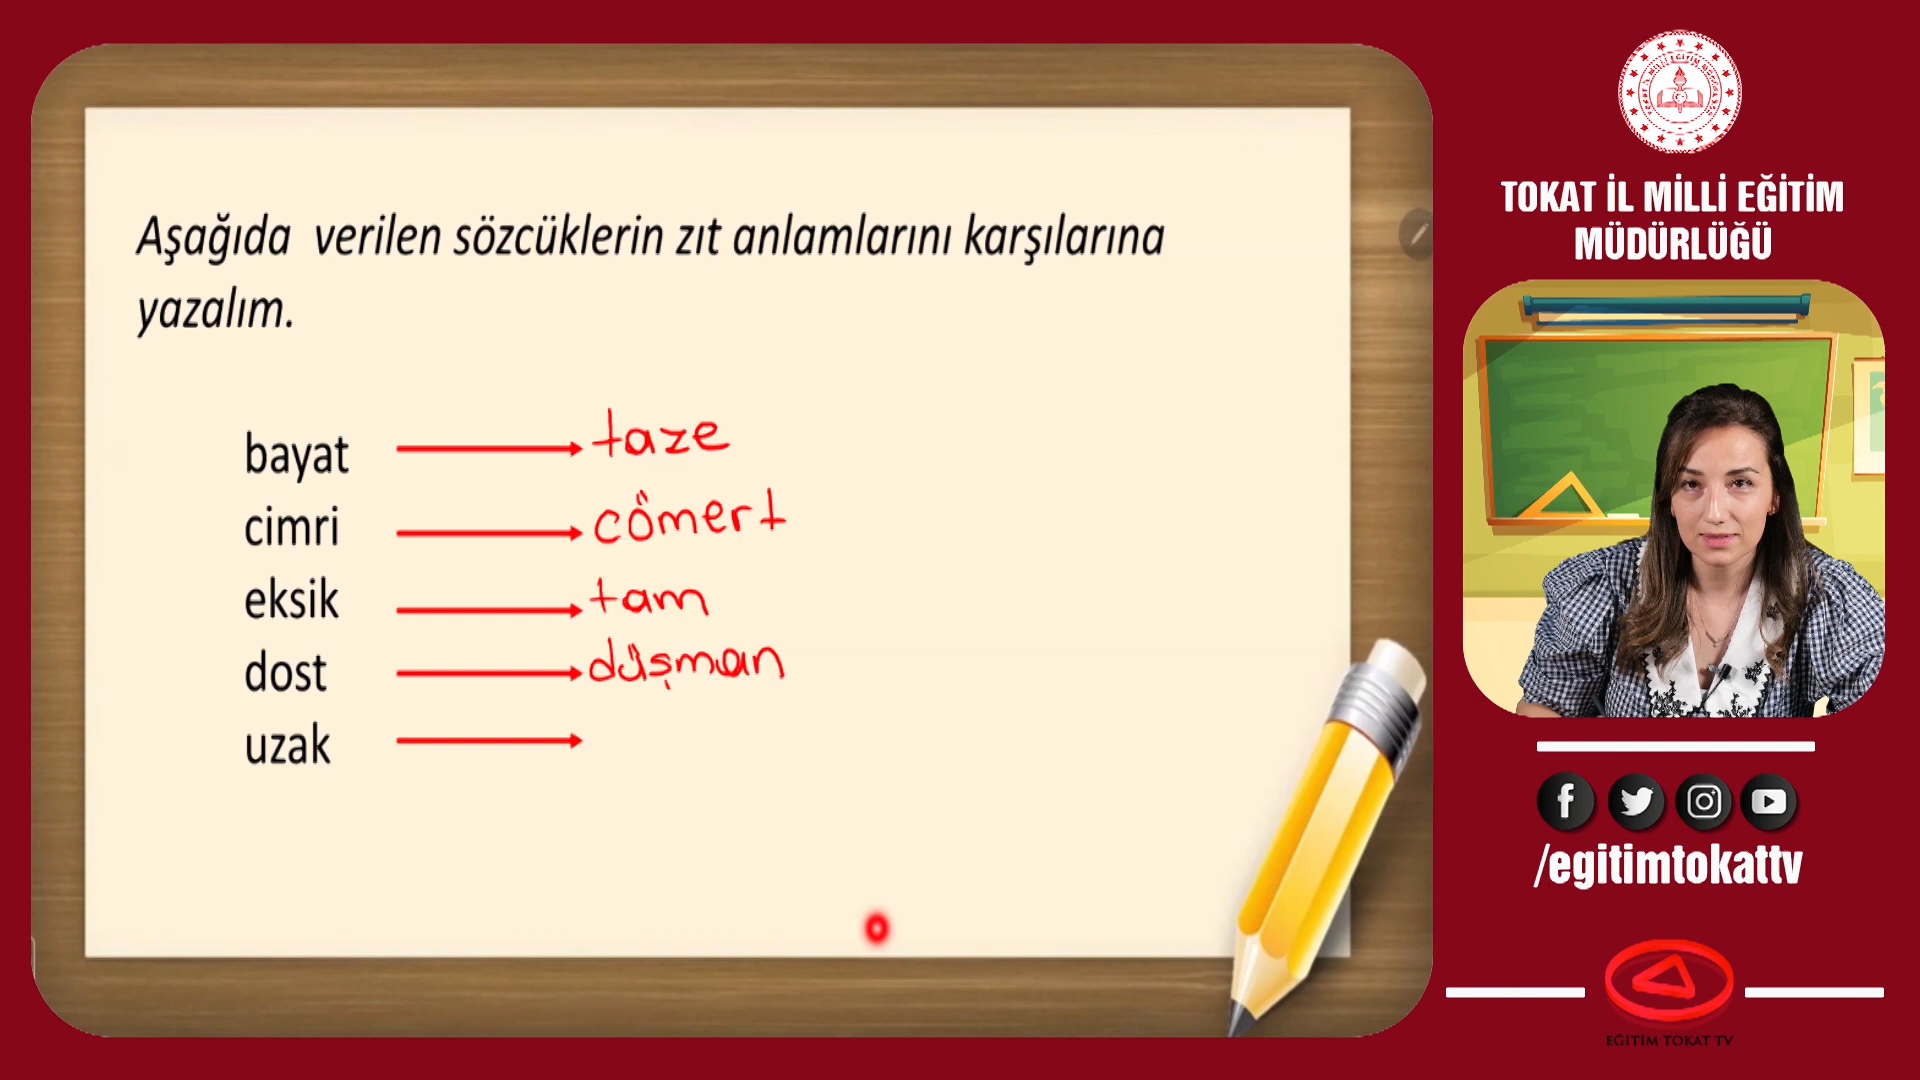 Aşağıda verilen sözcüklerin zıt anlamlarını karşılarına
yazalım.
bayat taze
cimri cömert
eksik tam
dost düşman
uzak
TOKAT İL MİLLİ EĞİTİM
MÜDÜRLÜĞÜ
/egitimtokattv
EĞİTİM TOKAT TV